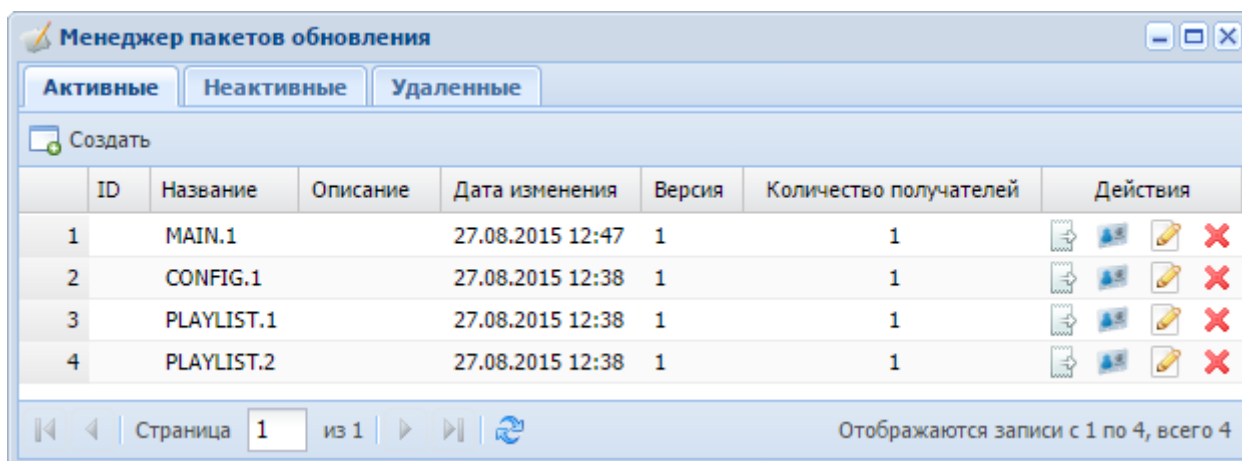 Менеджер пакетов обновления
Активные Неактивные Удаленные
Создать
ID Название Описание Дата изменения Версия Количество получателей Действия
1 MAIN.1 27.08.2015 12:47 1 1
2 CONFIG.1 27.08.2015 12:38 1 1
3 PLAYLIST.1 27.08.2015 12:38 1 1
4 PLAYLIST.2 27.08.2015 12:38 1 1
Страница 1 из 1 Отображаются записи с 1 по 4, всего 4